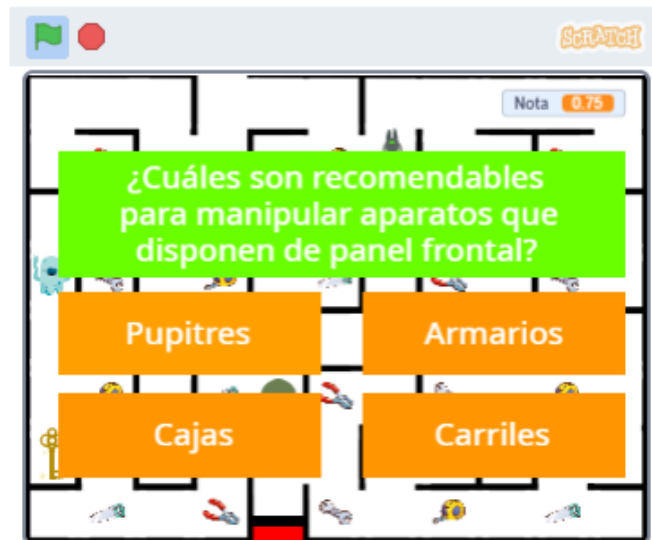 SCRATCH
Nota 0.75
¿Cuáles son recomendables
para manipular aparatos que
disponen de panel frontal?
Pupitres
Armarios
Cajas
Carriles